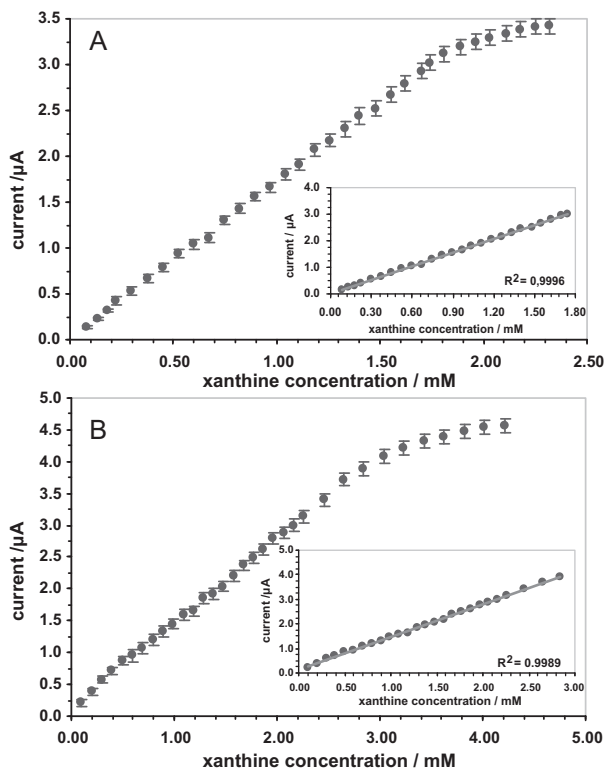 A
3.5
3.0
2.5
2.0
1.5
1.0
0.5
0.0
current /µA
0.00 0.50 1.00 1.50 2.00 2.50
xanthine concentration / mM
4.0
3.0
2.0
1.0
0.0
current / µA
R²= 0,9996
0.00 0.30 0.60 0.90 1.20 1.50 1.80
xanthine concentration / mM
B
5.0
4.5
4.0
3.5
3.0
2.5
2.0
1.5
1.0
0.5
0.0
current /µA
0.00 1.00 2.00 3.00 4.00 5.00
xanthine concentration / mM
5.0
4.0
3.0
2.0
1.0
0.0
current /µA
R²= 0.9989
0.00 0.50 1.00 1.50 2.00 2.50 3.00
xanthine concentration / mM